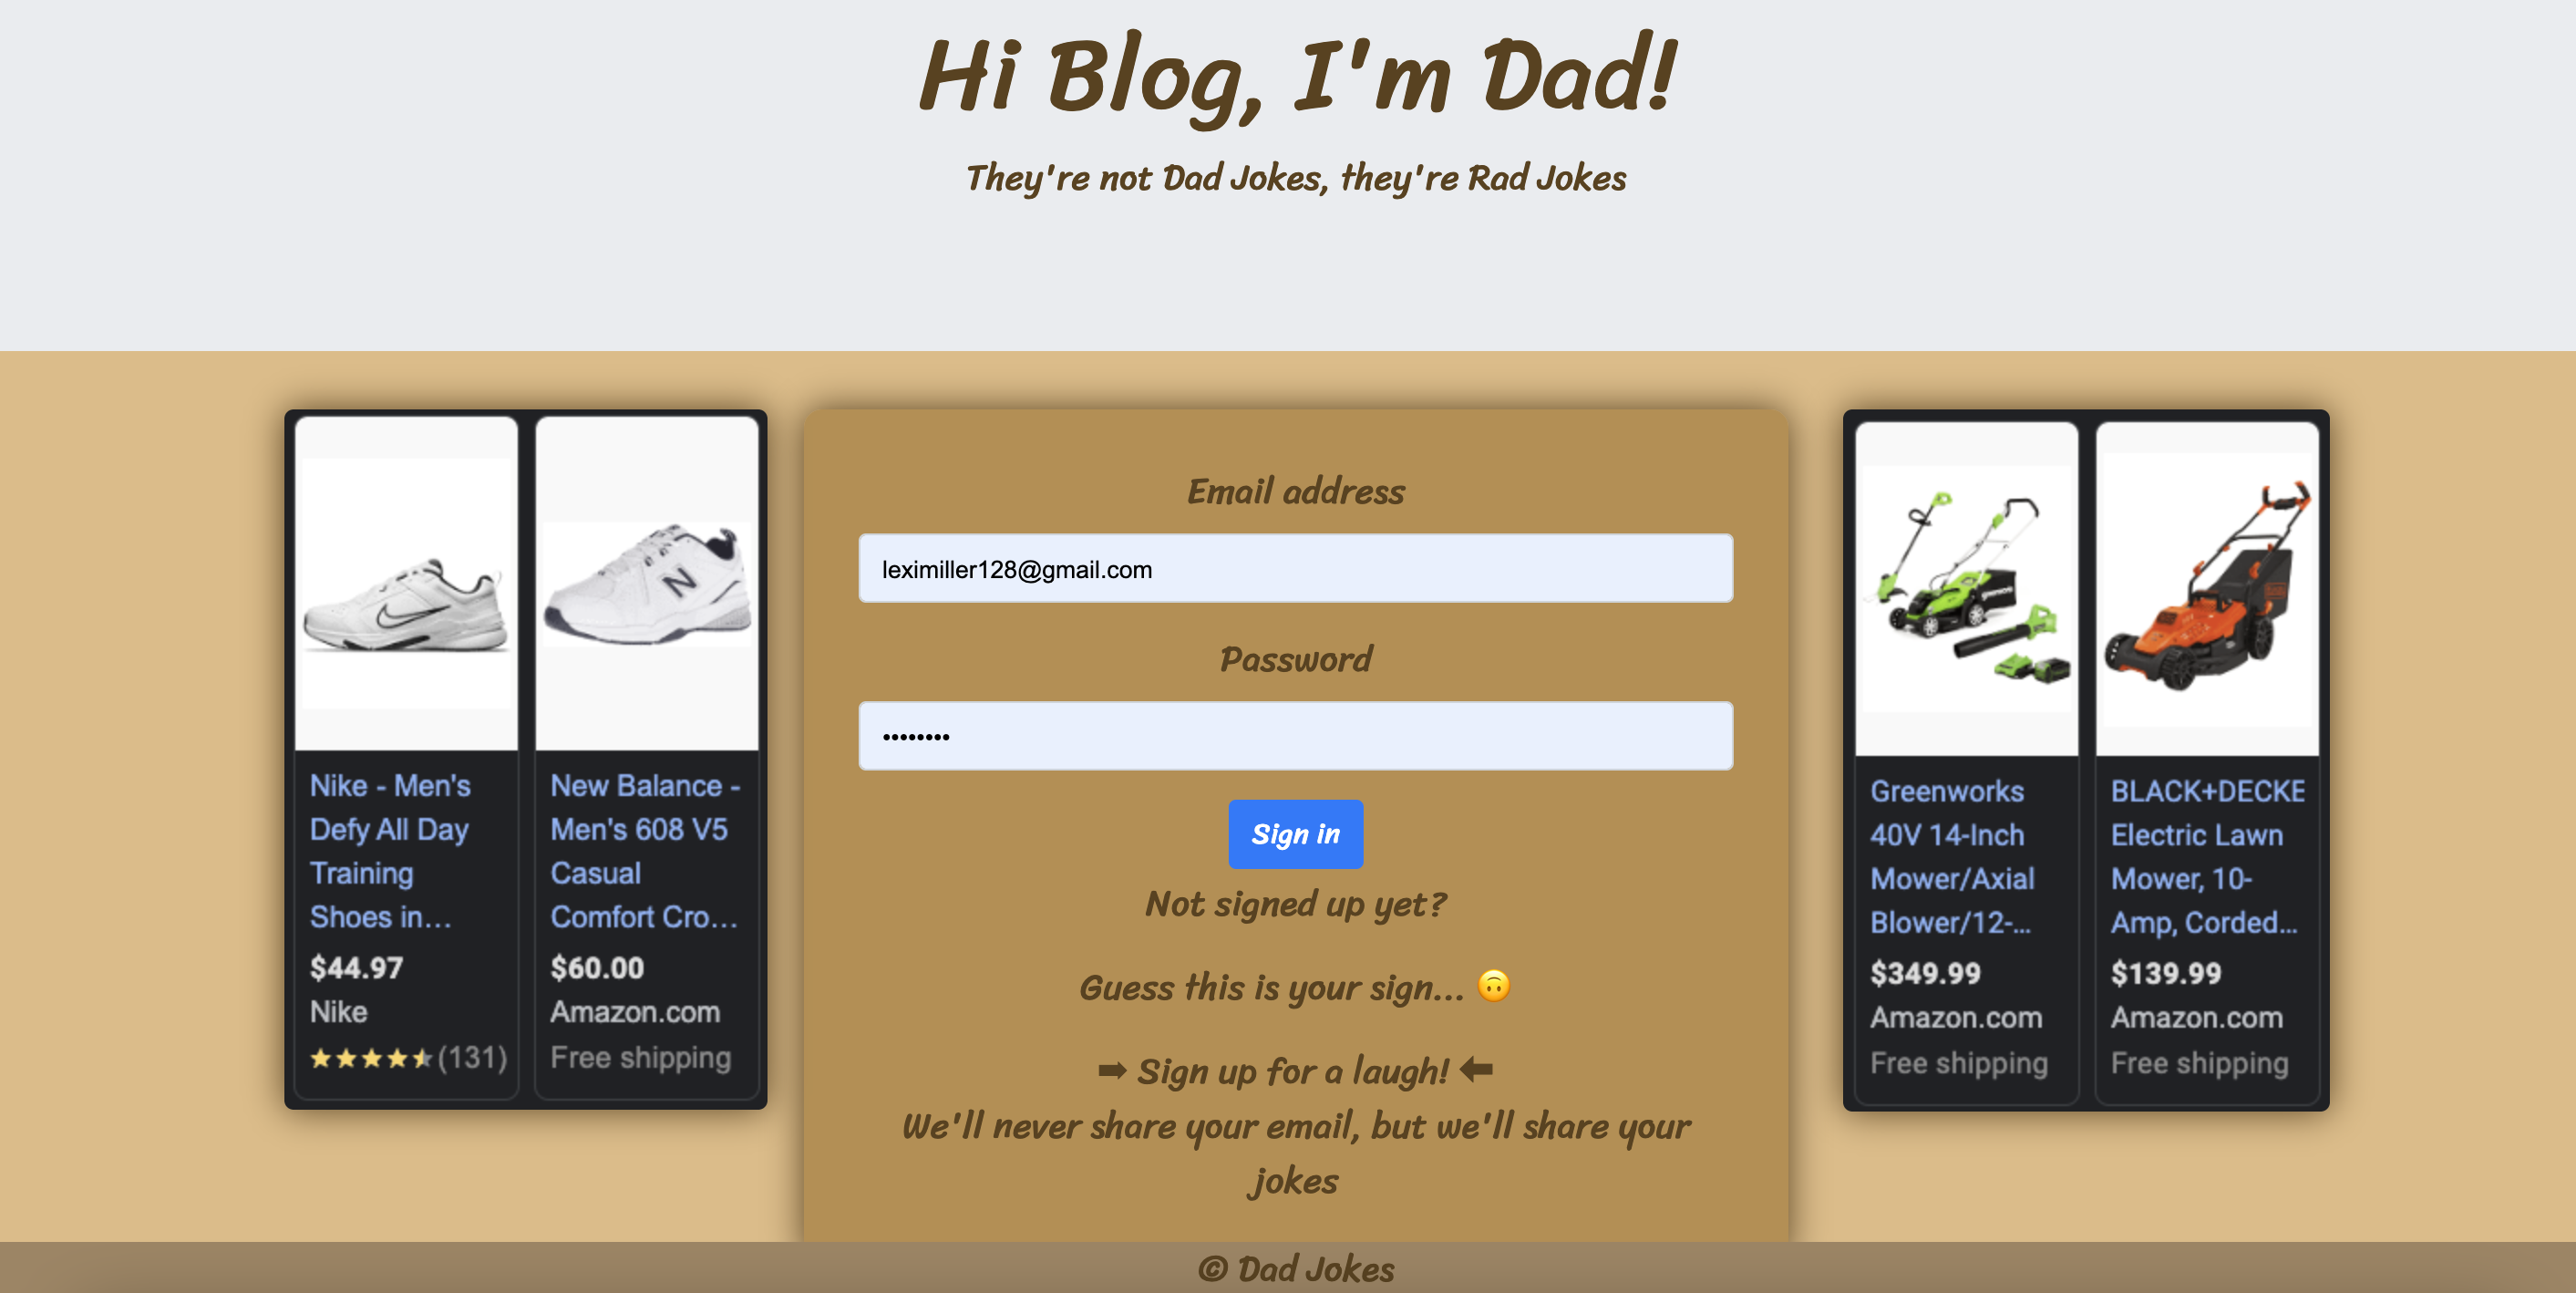 Hi Blog, I'm Dad!
They're not Dad Jokes, they're Rad Jokes
Nike - Men's
Defy All Day
Training
Shoes in...
$44.97
Nike
★★★★⯨(131)
New Balance -
Men's 608 V5
Casual
Comfort Cro...
$60.00
Amazon.com
Free shipping
Email address
leximiller128@gmail.com
Password
••••••••
Sign in
Not signed up yet?
Guess this is your sign... 🙃
➡ Sign up for a laugh! ⬅
We'll never share your email, but we'll share your
jokes
Greenworks
40V 14-Inch
Mower/Axial
Blower/12-...
$349.99
Amazon.com
Free shipping
BLACK+DECKE
Electric Lawn
Mower, 10-
Amp, Corded...
$139.99
Amazon.com
Free shipping
© Dad Jokes